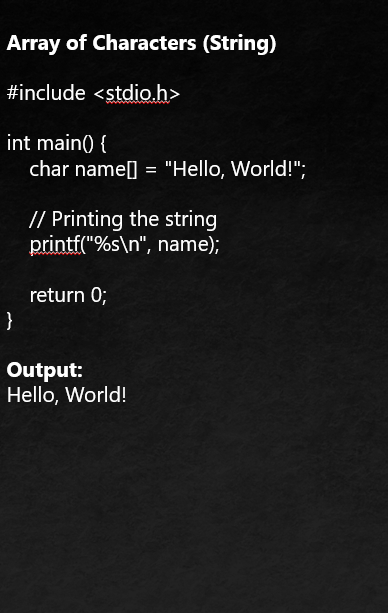 Array of Characters (String)
#include <stdio.h>
int main() {
char name[] = "Hello, World!";
// Printing the string
printf("%s\n", name);
return 0;
}
Output:
Hello, World!